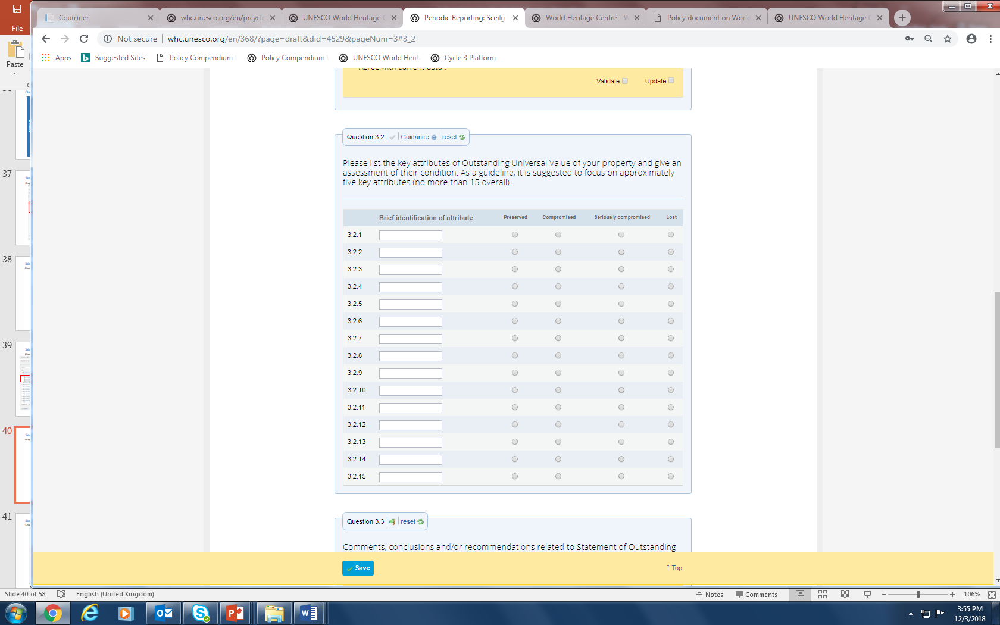 File
Paste
Cou(r)rier
whc.unesco.org/en/prcycle
UNESCO World Heritage C
Periodic Reporting: Sceilg
World Heritage Centre - W
Policy document on World
UNESCO World Heritage C
Not secure
whc.unesco.org/en/368/?page=draft&did=4529&pageNum=3#3_2
Apps
Suggested Sites
Policy Compendium
Policy Compendium
UNESCO World Herit
Cycle 3 Platform
Validate Update
Question 3.2 Guidance reset
Please list the key attributes of Outstanding Universal Value of your property and give an
assessment of their condition. As a guideline, it is suggested to focus on approximately
five key attributes (no more than 15 overall).
Brief identification of attribute Preserved Compromised Seriously compromised Lost
3.2.1
3.2.2
3.2.3
3.2.4
3.2.5
3.2.6
3.2.7
3.2.8
3.2.9
3.2.10
3.2.11
3.2.12
3.2.13
3.2.14
3.2.15
Question 3.3 reset
Comments, conclusions and/or recommendations related to Statement of Outstanding
Save
↑ Top
37
38
39
40
41
Slide 40 of 58 English (United Kingdom) Notes Comments 106%
3:55 PM
12/3/2018